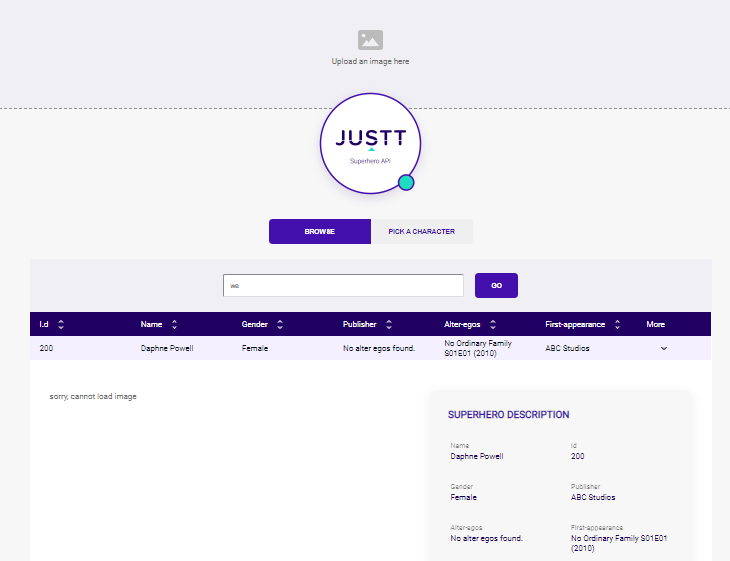 Upload an image here
JUSTT
Superhero API
BROWSE
PICK A CHARACTER
we
GO
I.d
Name
Gender
Publisher
Alter-egos
First-appearance
More
200
Daphne Powell
Female
No alter egos found.
No Ordinary Family
S01E01 (2010)
ABC Studios
sorry, cannot load image
SUPERHERO DESCRIPTION
Name
Id
Daphne Powell
200
Gender
Publisher
Female
ABC Studios
Alter-egos
First-appearance
No alter egos found.
No Ordinary Family S01E01
(2010)